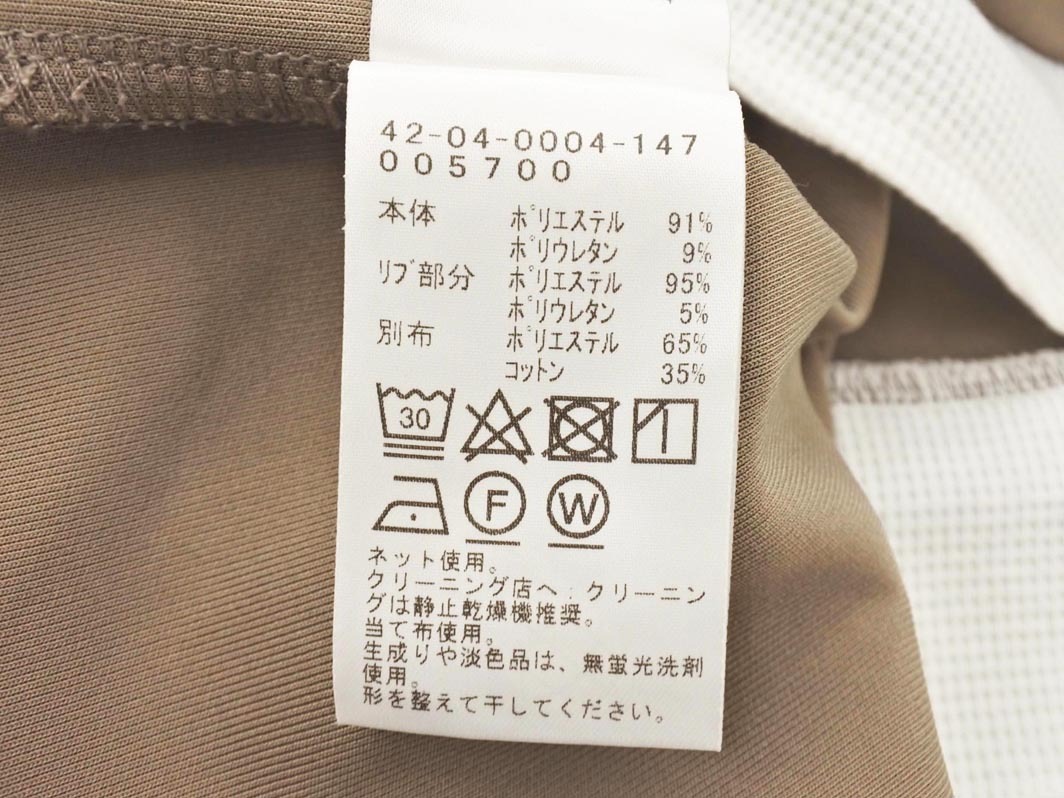 42-04-0004-147
005700
本体 ﾎﾟﾘｴｽﾃﾙ 91%
ﾎﾟﾘｳﾚﾀﾝ 9%
ﾘﾌﾞ部分 ﾎﾟﾘｴｽﾃﾙ 95%
ﾎﾟﾘｳﾚﾀﾝ 5%
別布 ﾎﾟﾘｴｽﾃﾙ 65%
ｺｯﾄﾝ 35%
30
F W
ネット使用。
クリーニング店へ:クリーニン
グは静止乾燥機推奨。
当て布使用。
生成りや淡色品は、無蛍光洗剤
使用。
形を整えて干してください。